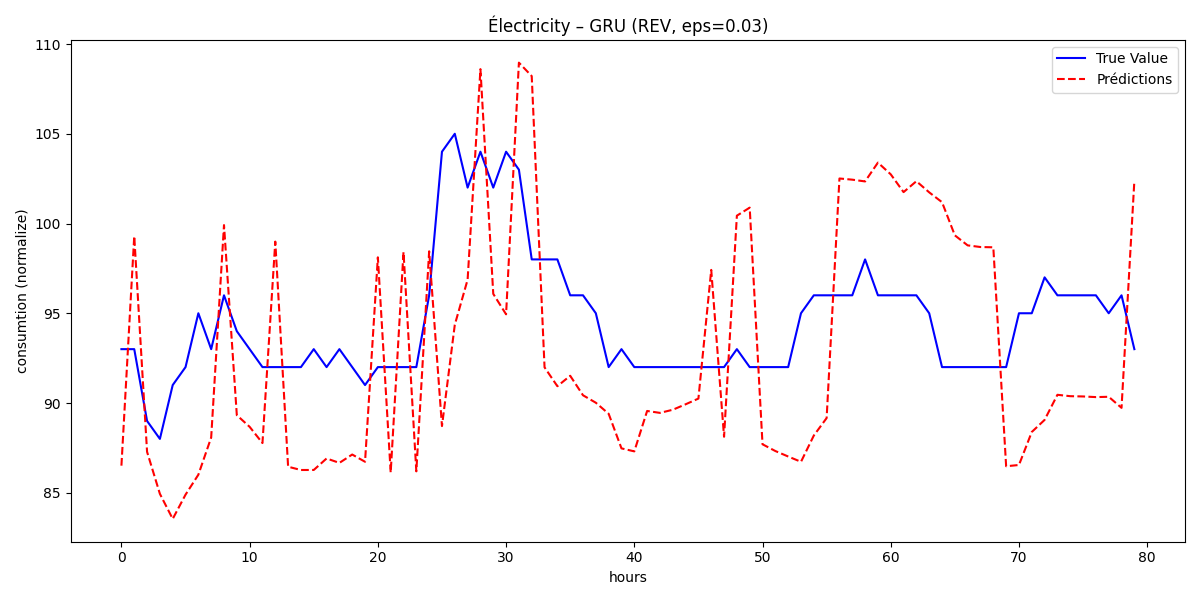 Électricity – GRU (REV, eps=0.03)
110
105
100
95
90
85
consumtion (normalize)
True Value
Prédictions
0 10 20 30 40 50 60 70 80
hours